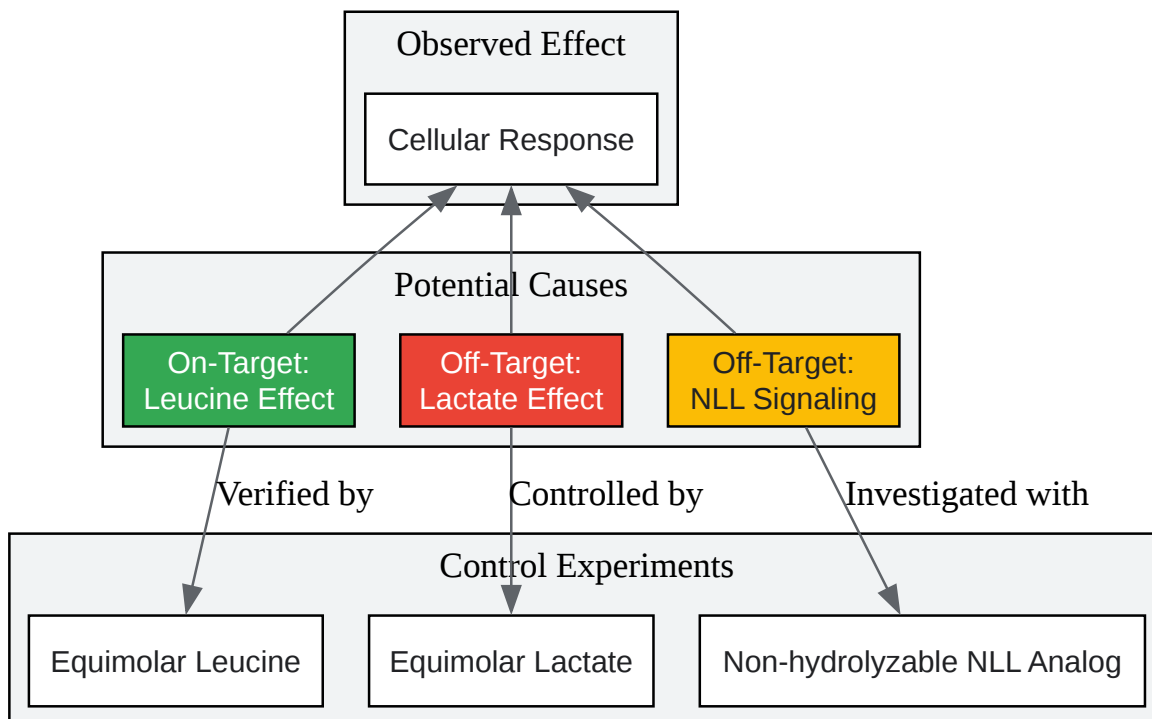 Observed Effect
Cellular Response
Potential Causes
On-Target:
Leucine Effect
Off-Target:
Lactate Effect
Off-Target:
NLL Signaling
Verified by
Controlled by
Investigated with
Control Experiments
Equimolar Leucine
Equimolar Lactate
Non-hydrolyzable NLL Analog